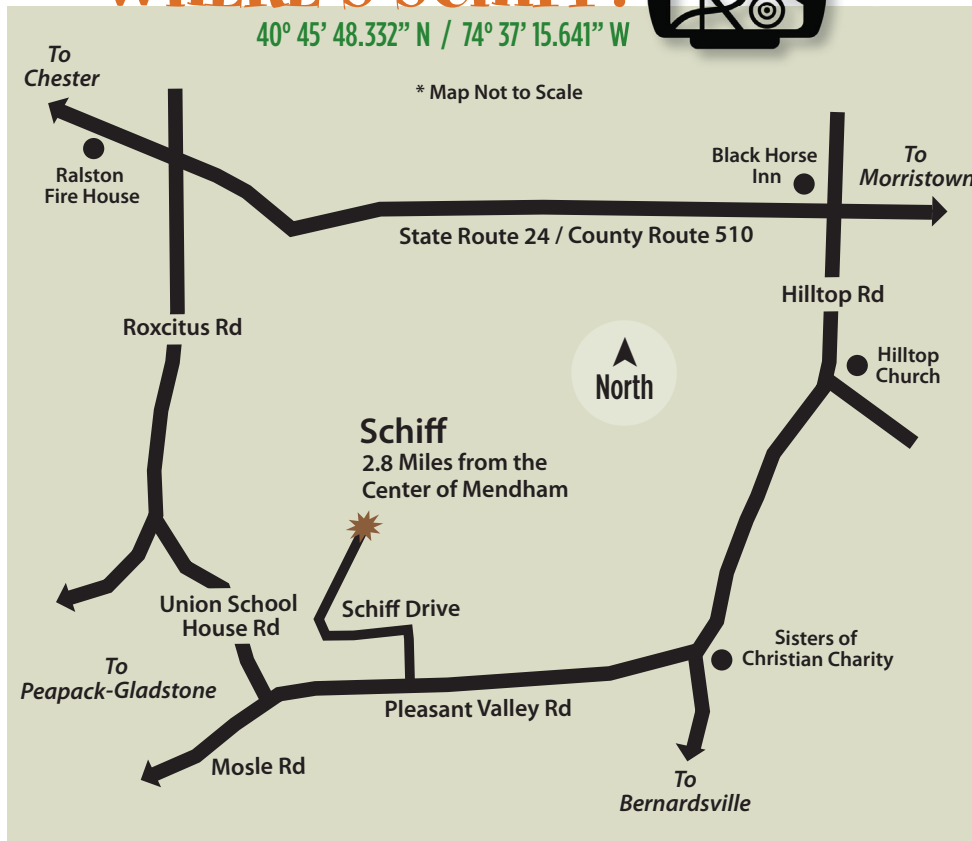 WHERE'S SCHIFF?
40° 45' 48.332” N / 74° 37' 15.641” W
To
Chester
* Map Not to Scale
Ralston
Fire House
Black Horse
Inn
To
Morristown
State Route 24 / County Route 510
Hilltop Rd
Roxcitus Rd
North
Hilltop
Church
Schiff
2.8 Miles from the
Center of Mendham
Union School
House Rd
Schiff Drive
Sisters of
Christian Charity
To
Peapack-Gladstone
Pleasant Valley Rd
Mosle Rd
To
Bernardsville